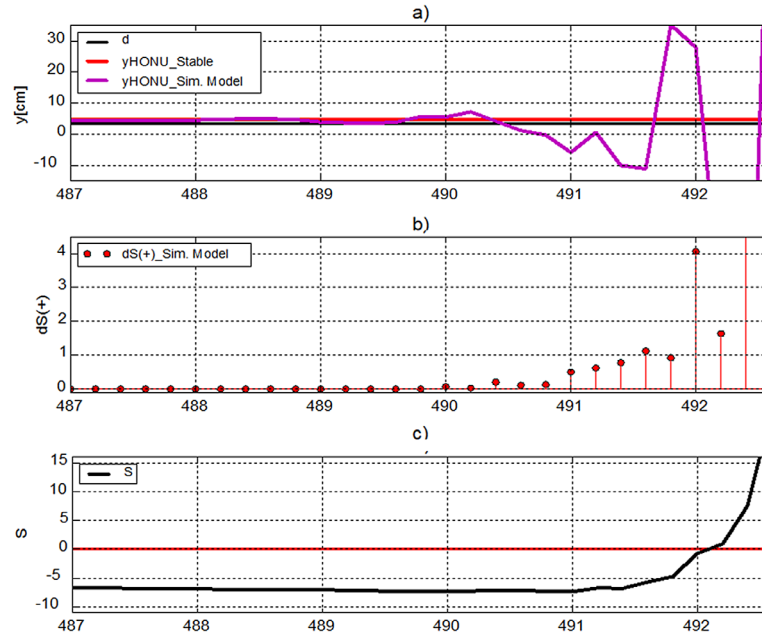 a)
30
20
10
0
-10
y[cm]
d
yHONU_Stable
yHONU_Sim. Model
487 488 489 490 491 492
b)
4
3
2
1
0
dS(+)
dS(+)_Sim. Model
487 488 489 490 491 492
c)
15
10
5
0
-5
-10
S
S
487 488 489 490 491 492